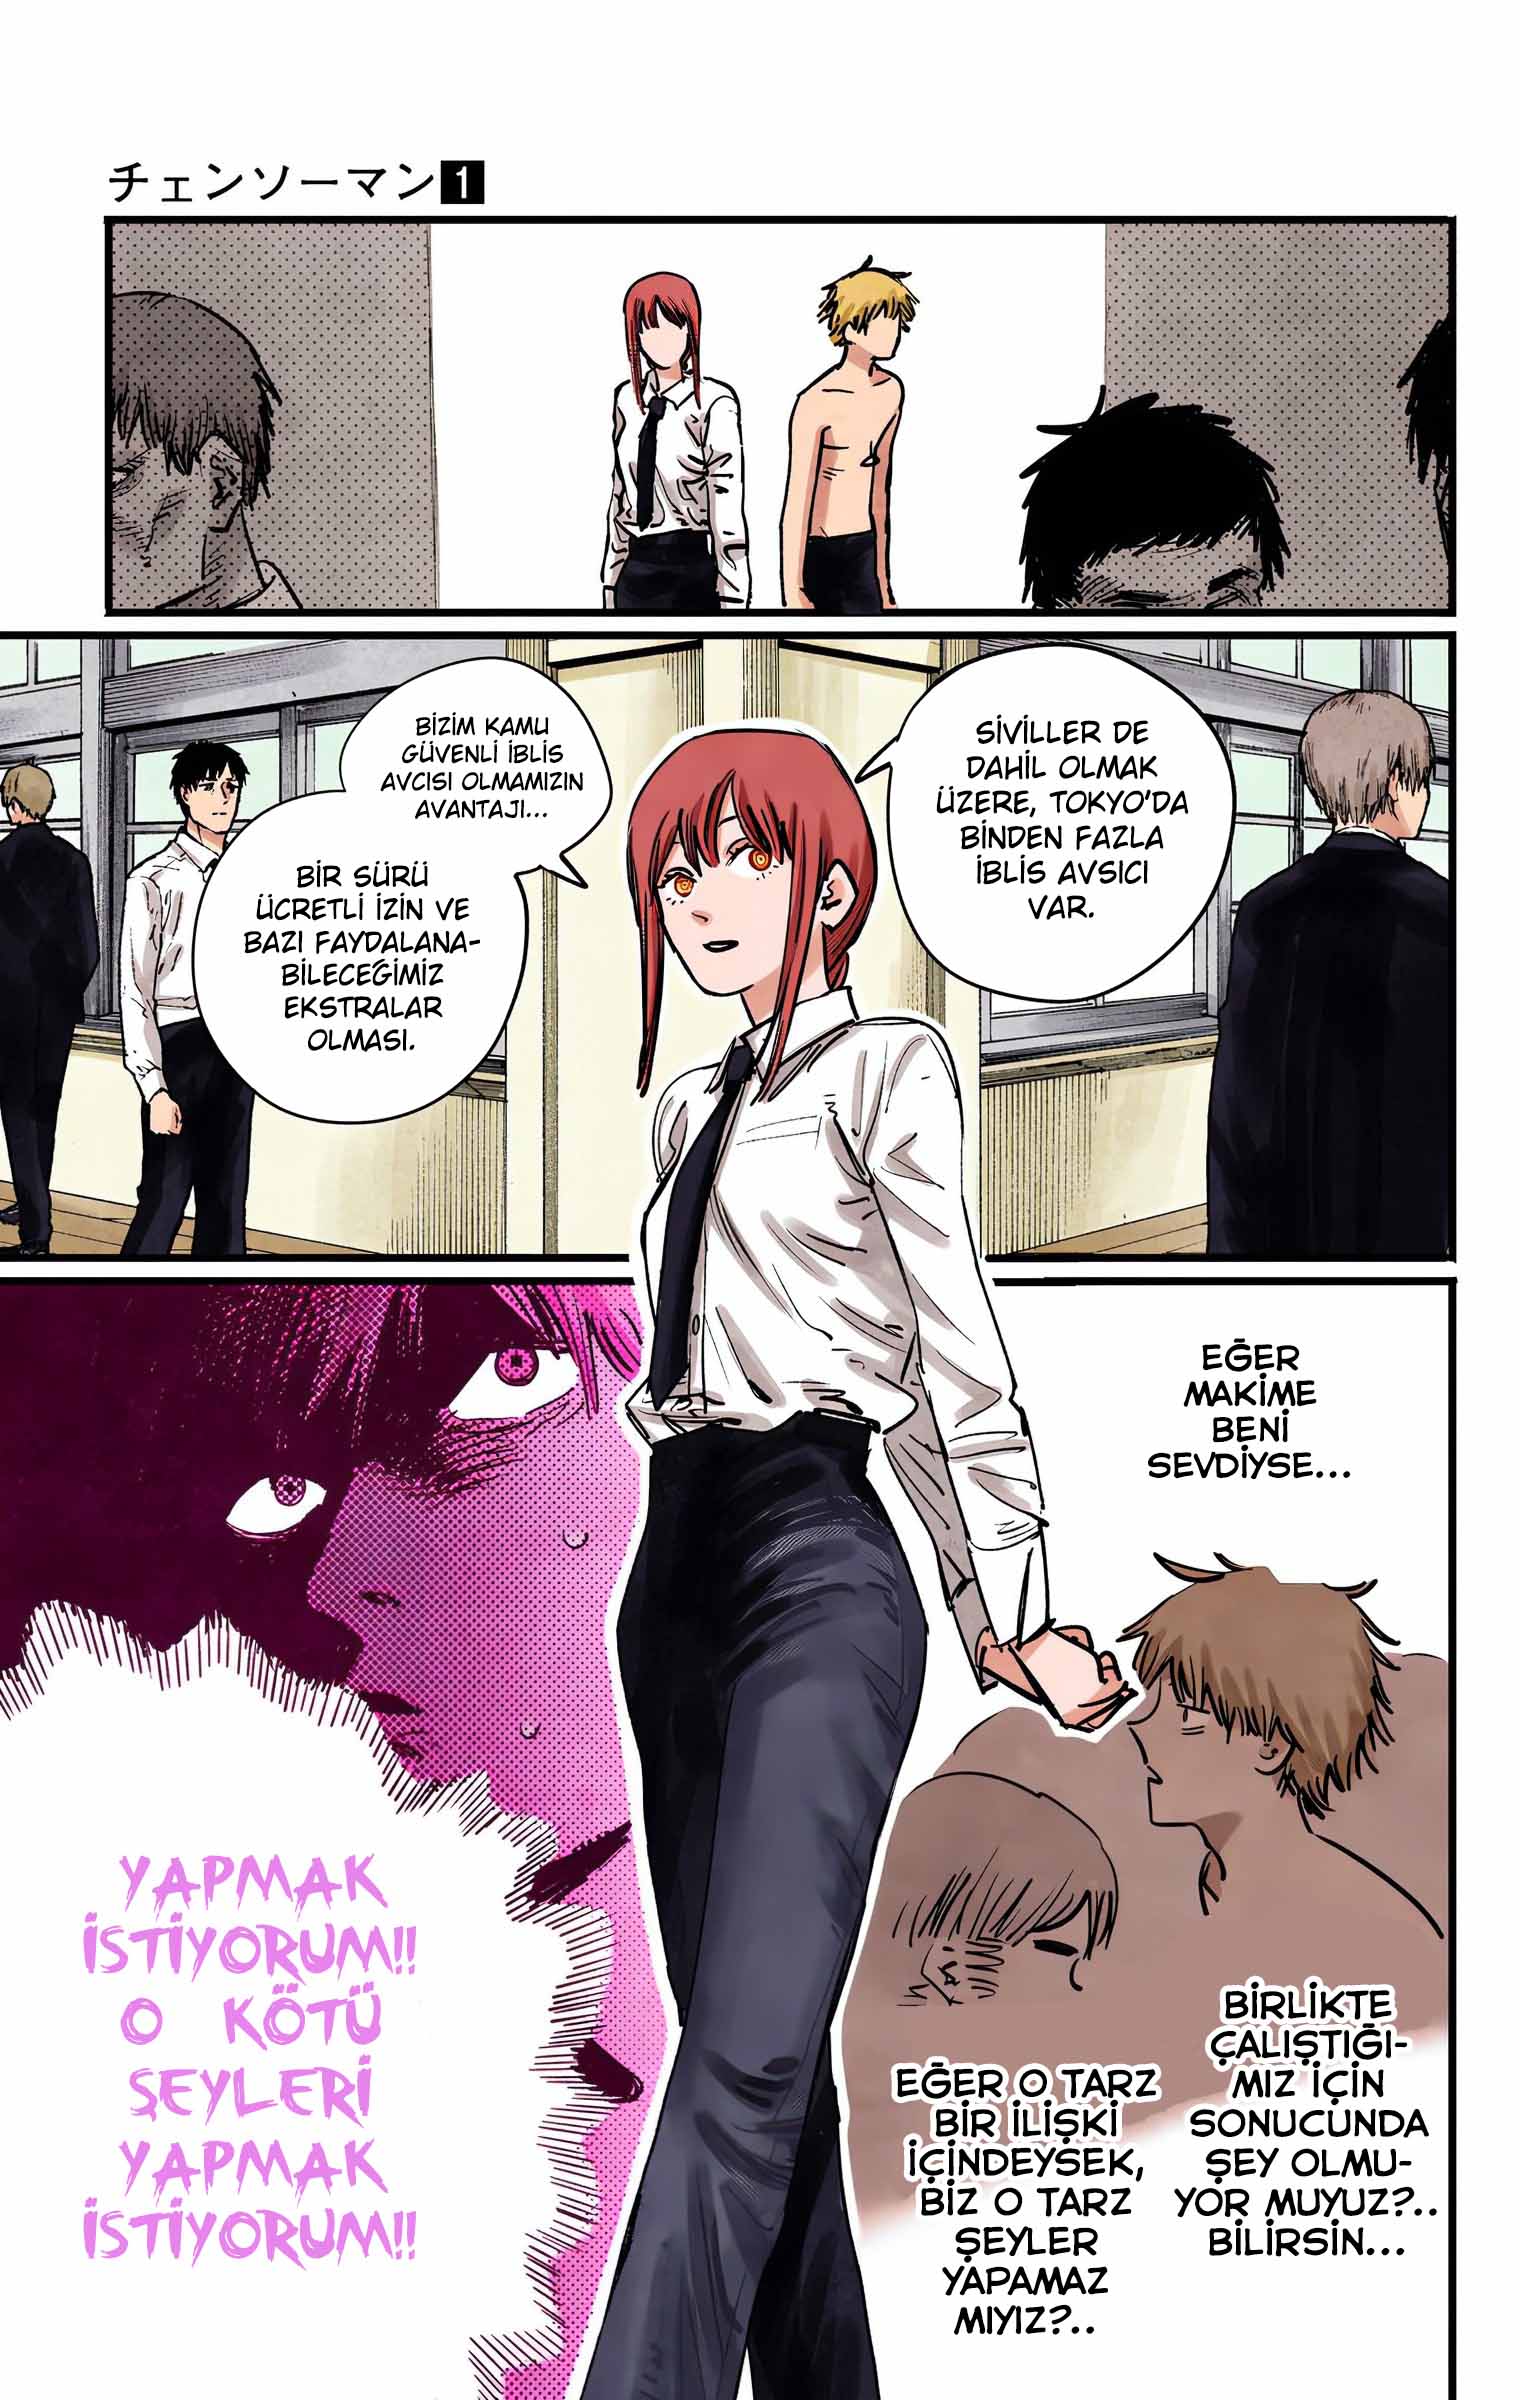 チェンソーマン1
SİVİLLER DE
DAHİL OLMAK
ÜZERE, TOKYO'DA
BİNDEN FAZLA
İBLİS AVSICI
VAR.
BİZİM KAMU
GÜVENLİ İBLİS
AVCISI OLMAMIZIN
AVANTAJI...
BİR SÜRÜ
ÜCRETLİ İZİN VE
BAZI FAYDALANA-
BİLECEĞİMİZ
EKSTRALAR
OLMASI.
EĞER
MAKİME
BENİ
SEVDİYSE...
BİRLİKTE
ÇALIŞTIĞI-
MIZ İÇİN
SONUCUNDA
ŞEY OLMU-
YOR MUYUZ?..
BİLİRSİN...
EĞER O TARZ
BİR İLİŞKİ
İÇİNDEYSEK,
BİZ O TARZ
ŞEYLER
YAPAMAZ
MIYIZ?..
YAPMAK
İSTİYORUM!!
O KÖTÜ
ŞEYLERİ
YAPMAK
İSTİYORUM!!